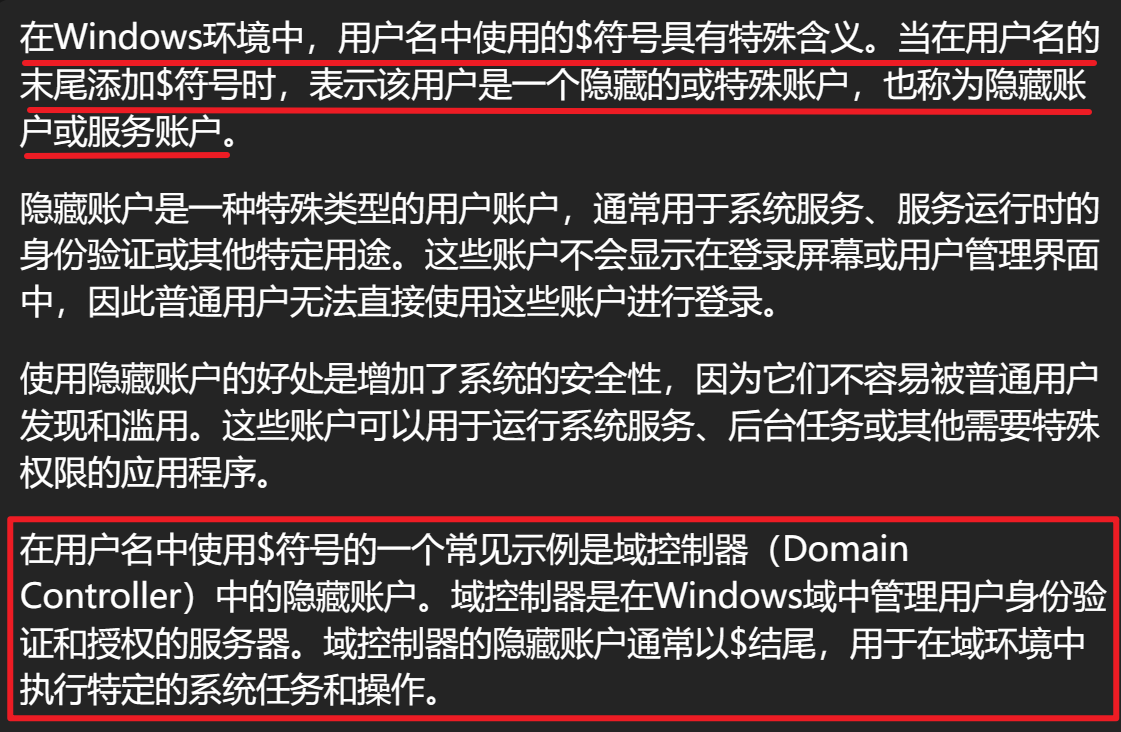 在Windows环境中，用户名中使用的$符号具有特殊含义。当在用户名的
末尾添加$符号时，表示该用户是一个隐藏的或特殊账户，也称为隐藏账
户或服务账户。
隐藏账户是一种特殊类型的用户账户，通常用于系统服务、服务运行时的
身份验证或其他特定用途。这些账户不会显示在登录屏幕或用户管理界面
中，因此普通用户无法直接使用这些账户进行登录。
使用隐藏账户的好处是增加了系统的安全性，因为它们不容易被普通用户
发现和滥用。这些账户可以用于运行系统服务、后台任务或其他需要特殊
权限的应用程序。
在用户名中使用$符号的一个常见示例是域控制器（Domain
Controller）中的隐藏账户。域控制器是在Windows域中管理用户身份验
证和授权的服务器。域控制器的隐藏账户通常以$结尾，用于在域环境中
执行特定的系统任务和操作。